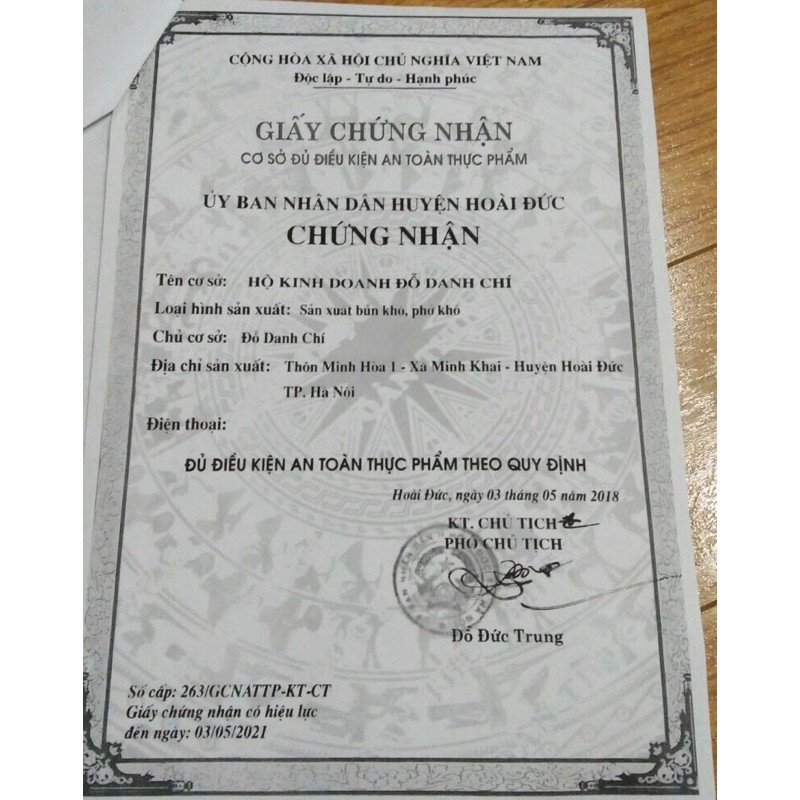 CỘNG HÒA XÃ HỘI CHỦ NGHĨA VIỆT NAM
Độc lập - Tự do - Hạnh phúc
GIẤY CHỨNG NHẬN
CƠ SỞ ĐỦ ĐIỀU KIỆN AN TOÀN THỰC PHẨM
ỦY BAN NHÂN DÂN HUYỆN HOÀI ĐỨC
CHỨNG NHẬN
Tên cơ sở: HỘ KINH DOANH ĐỖ DANH CHÍ
Loại hình sản xuất: Sản xuất bún khô, phở khô
Chủ cơ sở: Đỗ Danh Chí
Địa chỉ sản xuất: Thôn Minh Hòa 1 - Xã Minh Khai - Huyện Hoài Đức
TP. Hà Nội
Điện thoại:
ĐỦ ĐIỀU KIỆN AN TOÀN THỰC PHẨM THEO QUY ĐỊNH
Hoài Đức, ngày 03 tháng 05 năm 2018
KT. CHỦ TỊCH
PHÓ CHỦ TỊCH
Đỗ Đức Trung
Số cấp: 263/GCNATTP-KT-CT
Giấy chứng nhận có hiệu lực
đến ngày: 03/05/2021